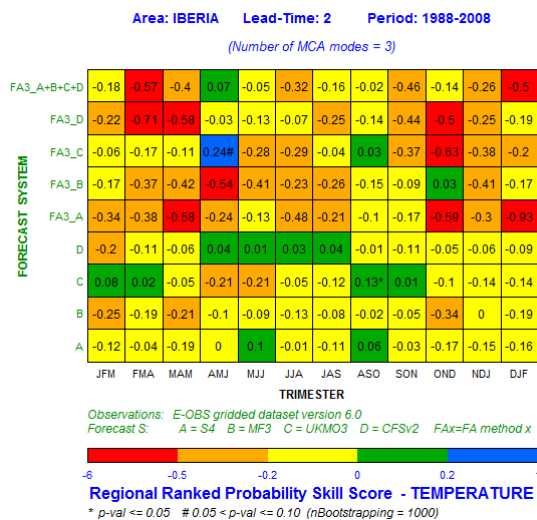 Area: IBERIA Lead-Time: 2 Period: 1988-2008
(Number of MCA modes = 3)
FORECAST SYSTEM
FA3_A+B+C+D -0.18 -0.57 -0.4 0.07 -0.05 -0.32 -0.16 -0.02 -0.46 -0.14 -0.26 -0.5
FA3_D -0.22 -0.71 -0.58 -0.03 -0.13 -0.07 -0.25 -0.14 -0.44 -0.5 -0.25 -0.19
FA3_C -0.06 -0.17 -0.11 0.24# -0.28 -0.29 -0.04 0.03 -0.37 -0.63 -0.38 -0.2
FA3_B -0.17 -0.37 -0.42 -0.54 -0.41 -0.23 -0.26 -0.15 -0.09 0.03 -0.41 -0.17
FA3_A -0.34 -0.38 -0.58 -0.24 -0.13 -0.48 -0.21 -0.1 -0.17 -0.59 -0.3 -0.93
D -0.2 -0.11 -0.06 0.04 0.01 0.03 0.04 -0.01 -0.11 -0.05 -0.06 -0.09
C 0.08 0.02 -0.05 -0.21 -0.21 -0.05 -0.12 0.13* 0.01 -0.1 -0.14 -0.14
B -0.25 -0.19 -0.21 -0.1 -0.09 -0.13 -0.08 -0.02 -0.05 -0.34 0 -0.19
A -0.12 -0.04 -0.19 0 0.1 -0.01 -0.11 0.06 -0.03 -0.17 -0.15 -0.16
JFM FMA MAM AMJ MJJ JJA JAS ASO SON OND NDJ DJF
TRIMESTER
Observations: E-OBS gridded dataset version 6.0
Forecast S: A = S4 B = MF3 C = UKMO3 D = CFSv2 FAx=FA method x
-6 -0.5 -0.2 0 0.2 1
Regional Ranked Probability Skill Score - TEMPERATURE
* p-val <= 0.05 # 0.05 < p-val <= 0.10 (nBootstrapping = 1000)